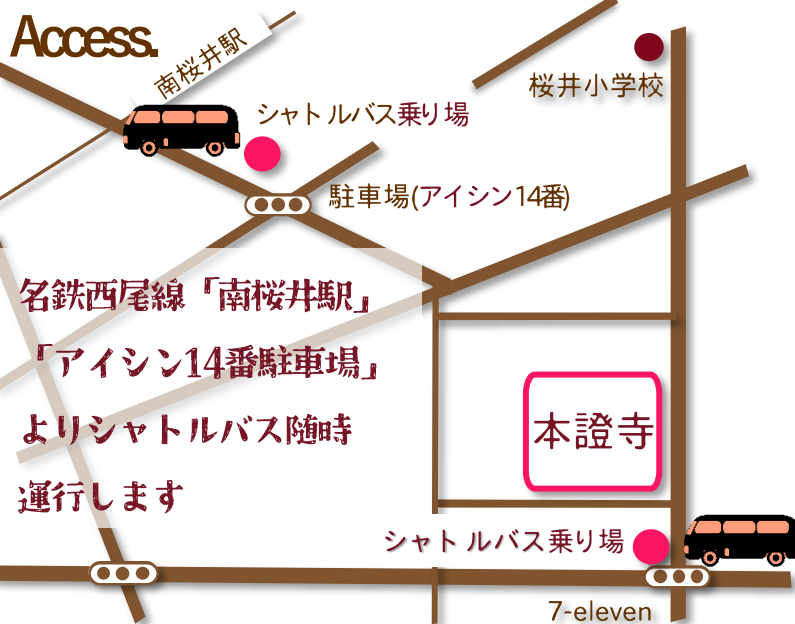 Access.
南桜井駅
桜井小学校
シャトルバス乗り場
駐車場(アイシン14番)
名鉄西尾線「南桜井駅」
「アイシン14番駐車場」
よりシャトルバス随時
運行します
本證寺
シャトルバス乗り場
7-eleven